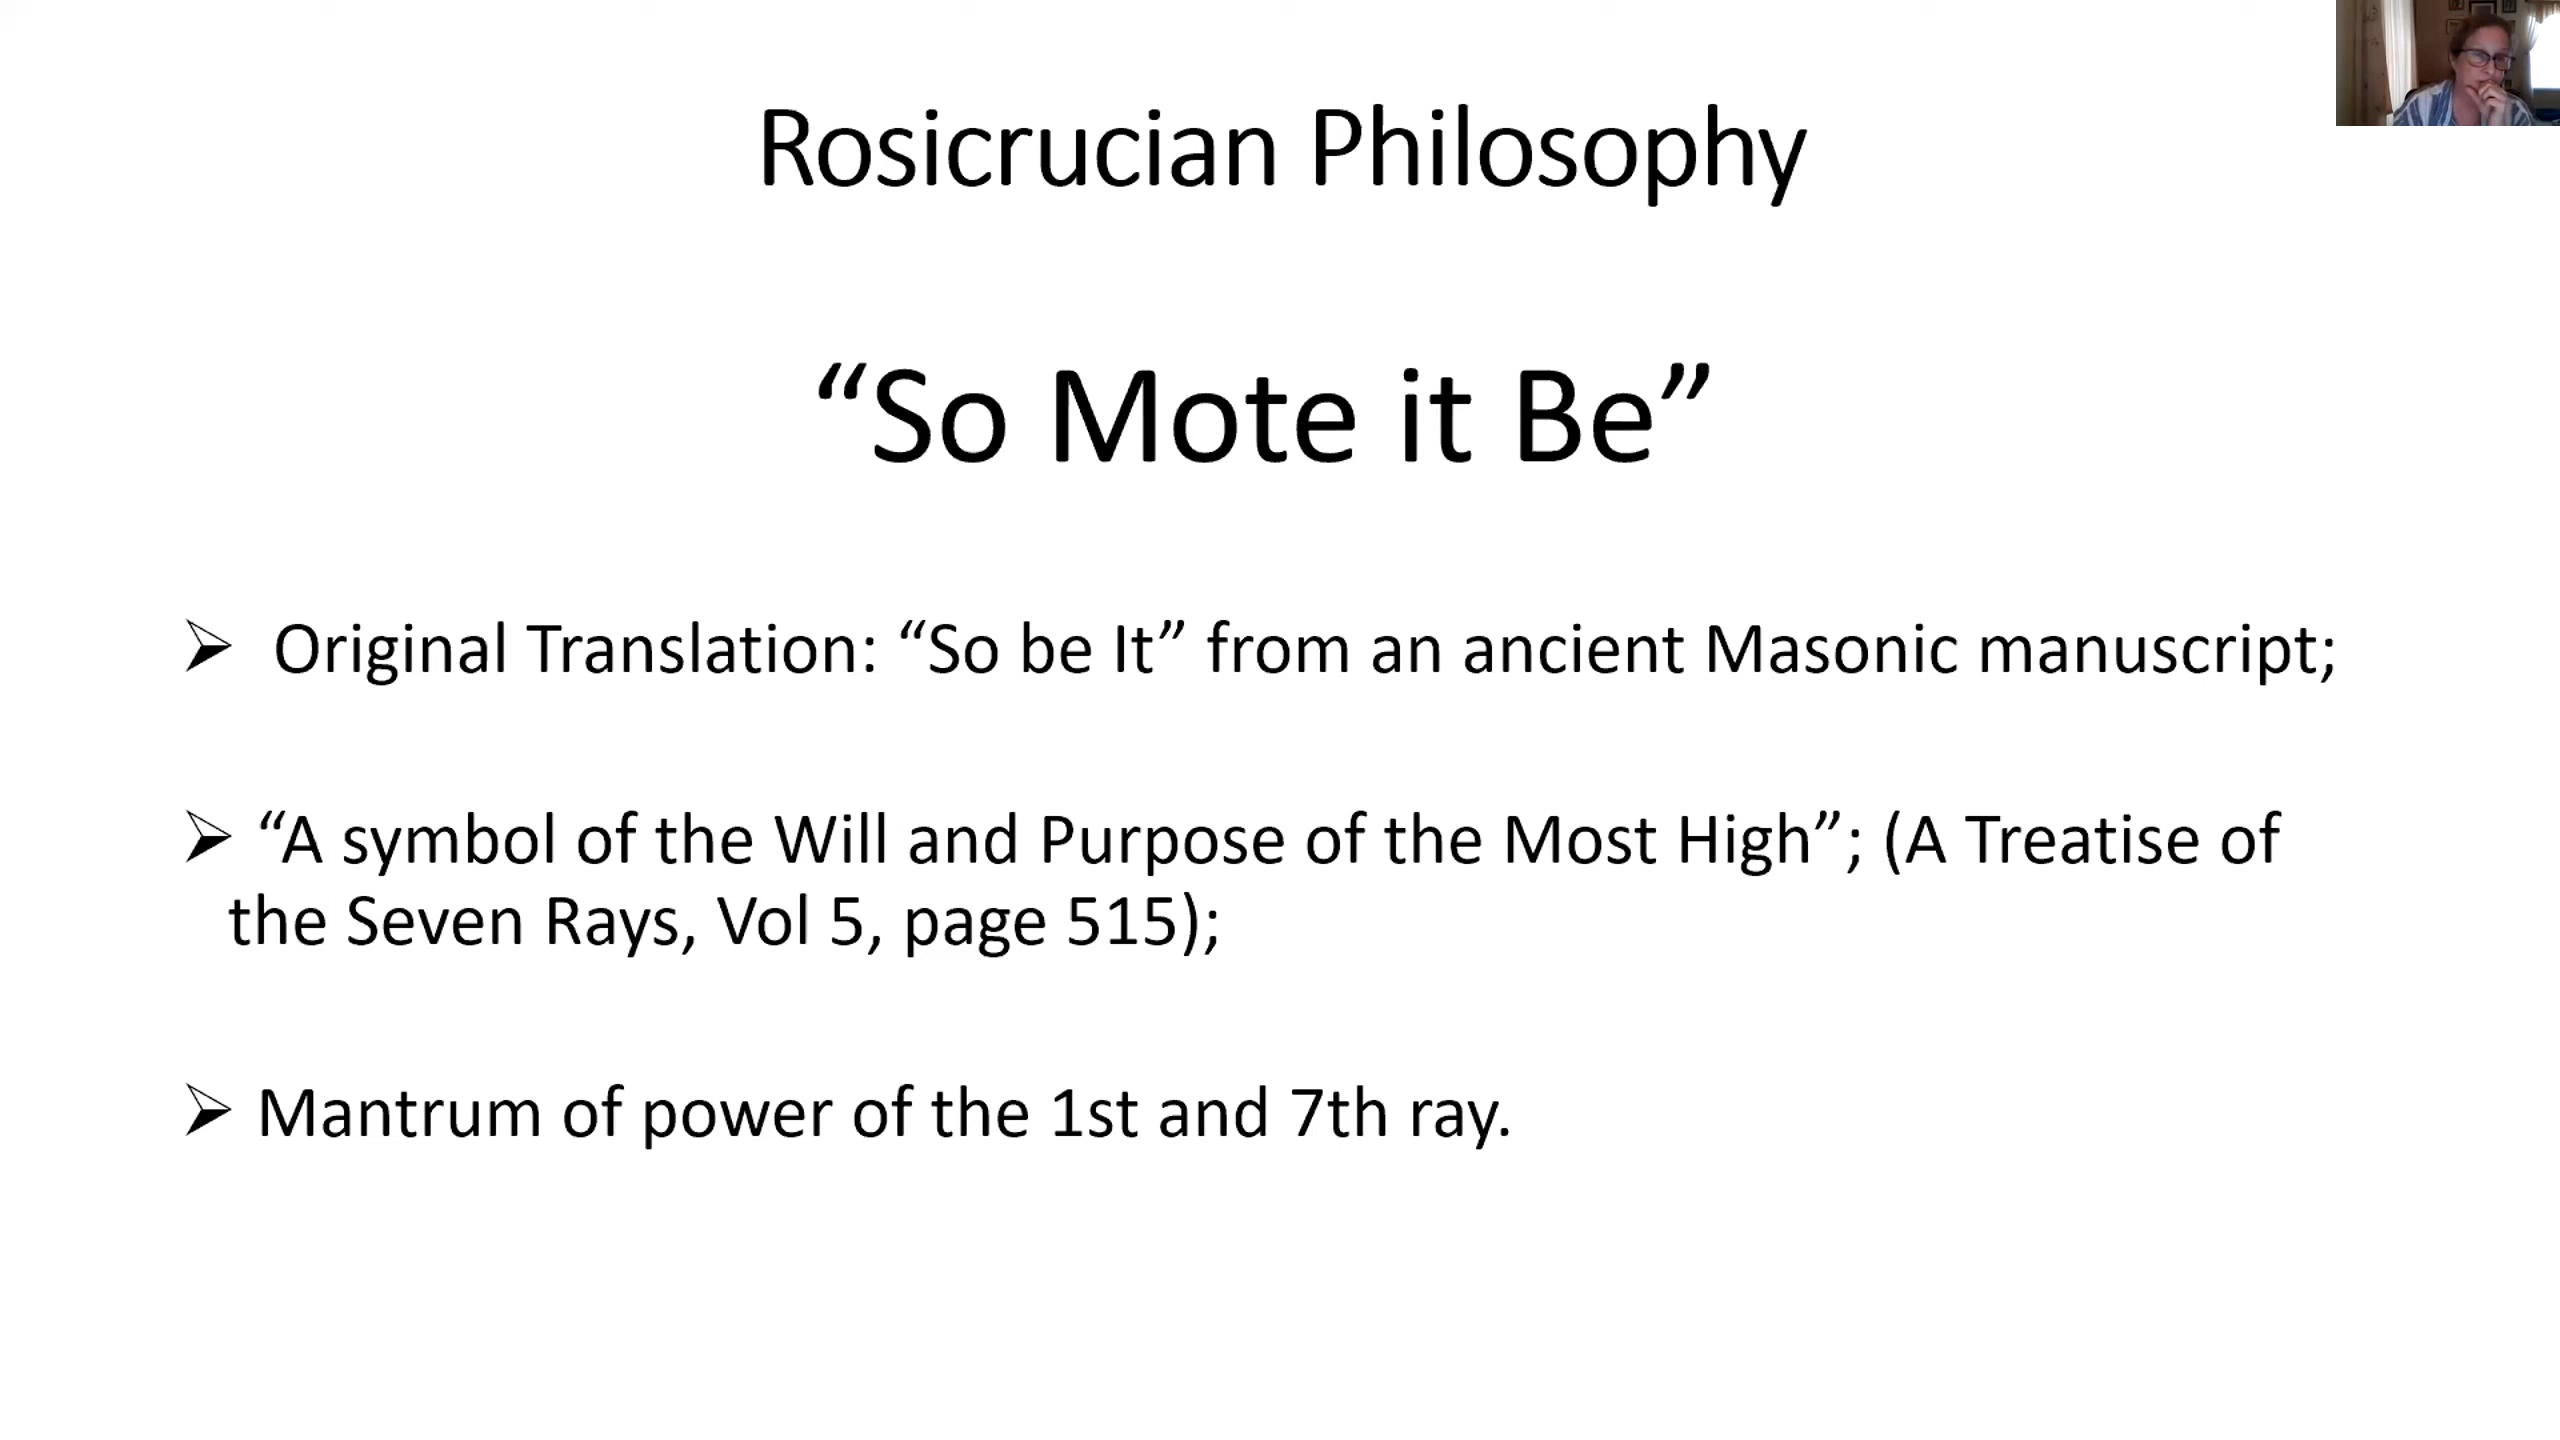 Rosicrucian Philosophy
“So Mote it Be”
➢ Original Translation: “So be It” from an ancient Masonic manuscript;
➢ “A symbol of the Will and Purpose of the Most High”; (A Treatise of
the Seven Rays, Vol 5, page 515);
➢ Mantrum of power of the 1st and 7th ray.